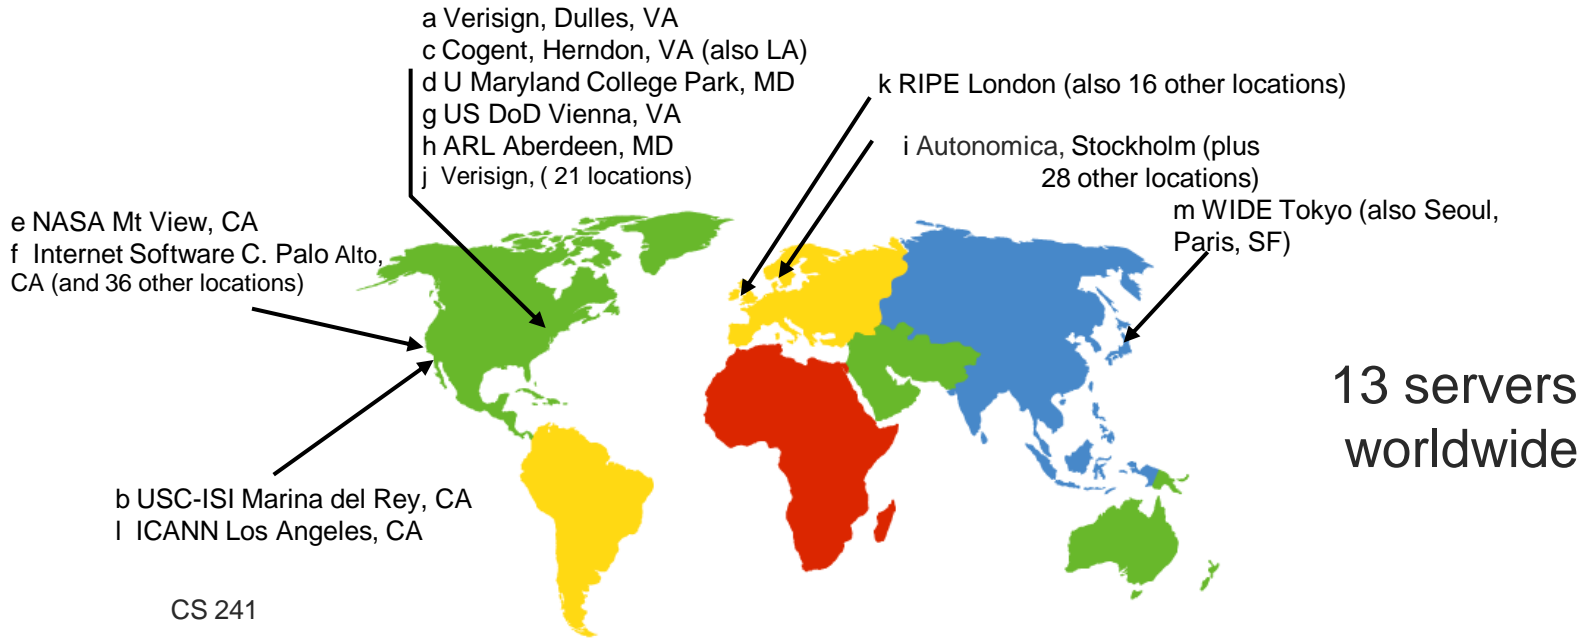 a Verisign, Dulles, VA
c Cogent, Herndon, VA (also LA)
d U Maryland College Park, MD
g US DoD Vienna, VA
h ARL Aberdeen, MD
j Verisign, ( 21 locations)
k RIPE London (also 16 other locations)
i Autonomica, Stockholm (plus
28 other locations)
m WIDE Tokyo (also Seoul,
Paris, SF)
e NASA Mt View, CA
f Internet Software C. Palo Alto,
CA (and 36 other locations)
13 servers
worldwide
b USC-ISI Marina del Rey, CA
l ICANN Los Angeles, CA
CS 241